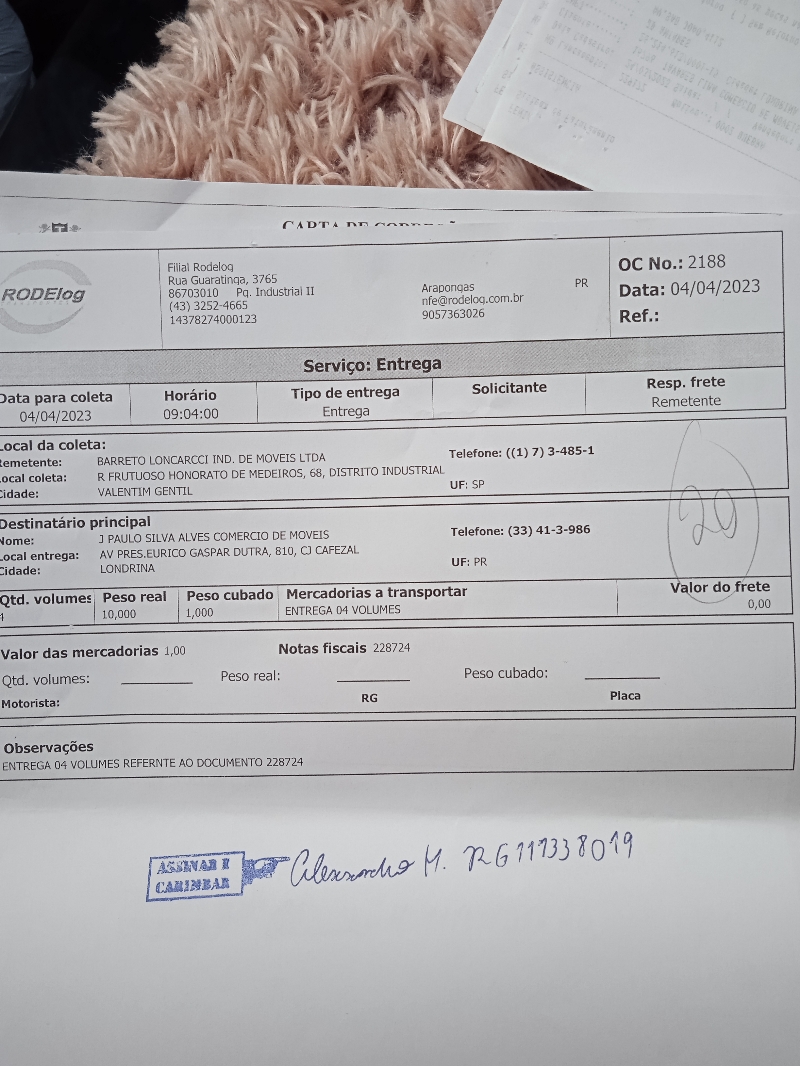 CARTA DE CORREÇÃO
RODElog
Filial Rodelog
Rua Guaratinga, 3765
86703010 Pq. Industrial II
(43) 3252-4665
14378274000123
Arapongas PR
nfe@rodelog.com.br
9057363026
OC No.: 2188
Data: 04/04/2023
Ref.:
Serviço: Entrega
Data para coleta Horário Tipo de entrega Solicitante Resp. frete
04/04/2023 09:04:00 Entrega Remetente
Local da coleta:
Remetente: BARRETO LONCARCCI IND. DE MOVEIS LTDA Telefone: ((1) 7) 3-485-1
Local coleta: R FRUTUOSO HONORATO DE MEDEIROS, 68, DISTRITO INDUSTRIAL
Cidade: VALENTIM GENTIL UF: SP
Destinatário principal
Nome: J PAULO SILVA ALVES COMERCIO DE MOVEIS Telefone: (33) 41-3-986
Local entrega: AV PRES.EURICO GASPAR DUTRA, 810, CJ CAFEZAL
Cidade: LONDRINA UF: PR
20
Qtd. volumes Peso real Peso cubado Mercadorias a transportar Valor do frete
10,000 1,000 ENTREGA 04 VOLUMES 0,00
Valor das mercadorias 1,00 Notas fiscais 228724
Qtd. volumes: Peso real: Peso cubado:
Motorista: RG Placa
Observações
ENTREGA 04 VOLUMES REFERNTE AO DOCUMENTO 228724
ASSINAR E
CARIMBAR
Alexsandro M. RG 111338019